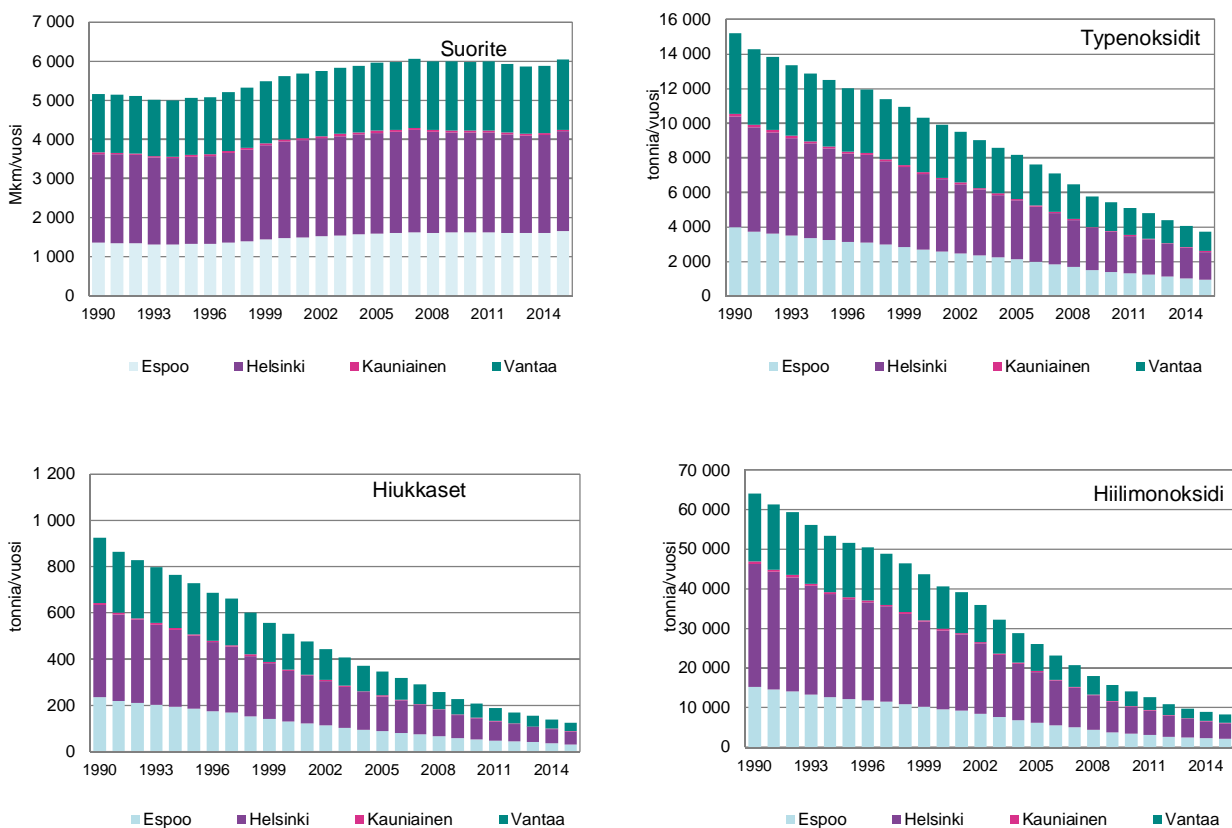 Suorite
Mkm/vuosi
7 000
6 000
5 000
4 000
3 000
2 000
1 000
0
1990 1993 1996 1999 2002 2005 2008 2011 2014
Espoo Helsinki Kauniainen Vantaa
Typenoksidit
tonnia/vuosi
16 000
14 000
12 000
10 000
8 000
6 000
4 000
2 000
0
1990 1993 1996 1999 2002 2005 2008 2011 2014
Espoo Helsinki Kauniainen Vantaa
Hiukkaset
tonnia/vuosi
1 200
1 000
800
600
400
200
0
1990 1993 1996 1999 2002 2005 2008 2011 2014
Espoo Helsinki Kauniainen Vantaa
Hiilimonoksidi
tonnia/vuosi
70 000
60 000
50 000
40 000
30 000
20 000
10 000
0
1990 1993 1996 1999 2002 2005 2008 2011 2014
Espoo Helsinki Kauniainen Vantaa